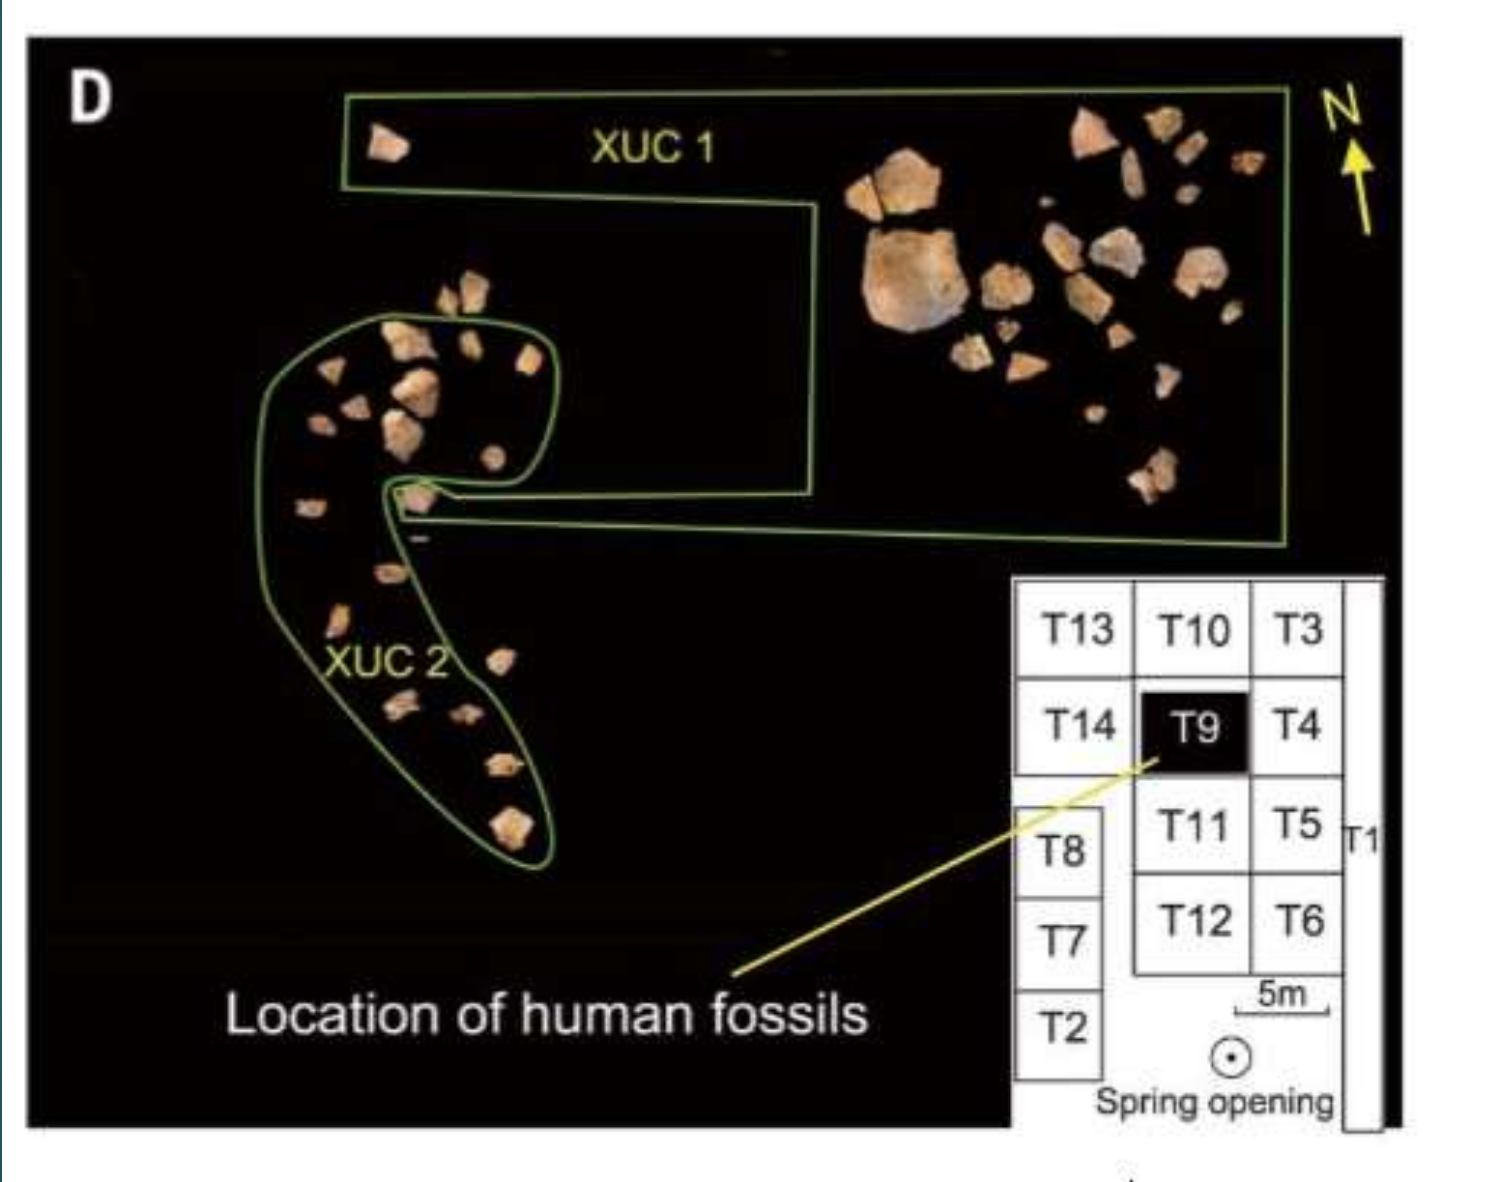 D
XUC 1
N
XUC 2
Location of human fossils
T13 T10 T3
T14 T9 T4
T8 T11 T5 T1
T7 T12 T6
T2
5m
Spring opening